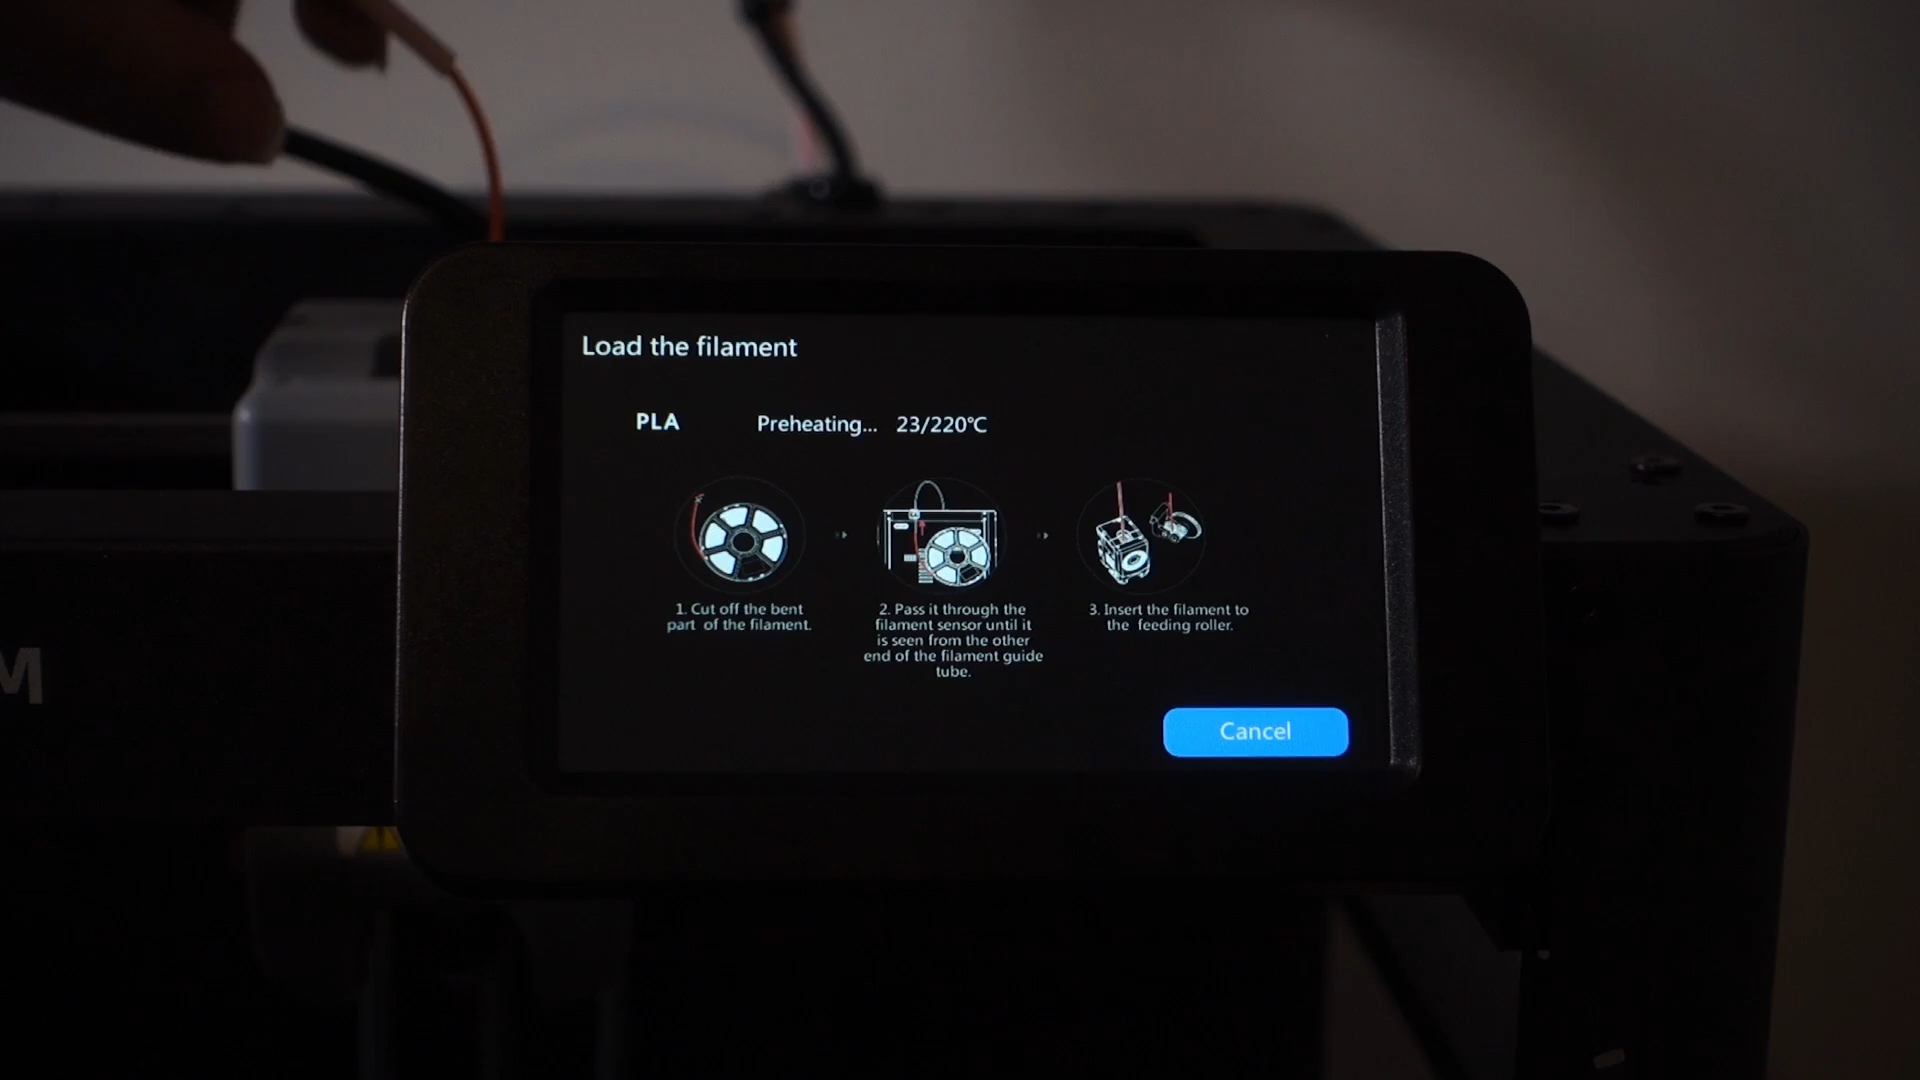 Load the filament
PLA Preheating... 23/220℃
1. Cut off the bent
part of the filament.
2. Pass it through the
filament sensor until it
is seen from the other
end of the filament guide
tube.
3. Insert the filament to
the feeding roller.
Cancel
M